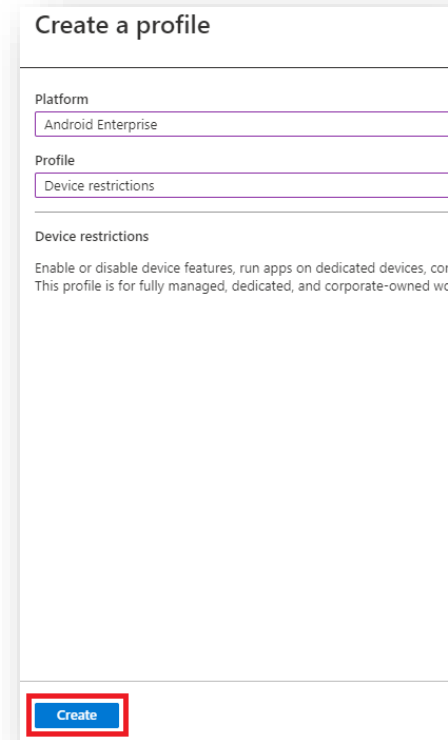 Create a profile
Platform
Android Enterprise
Profile
Device restrictions
Device restrictions
Enable or disable device features, run apps on dedicated devices,
This profile is for fully managed, dedicated, and corporate-owned
Create